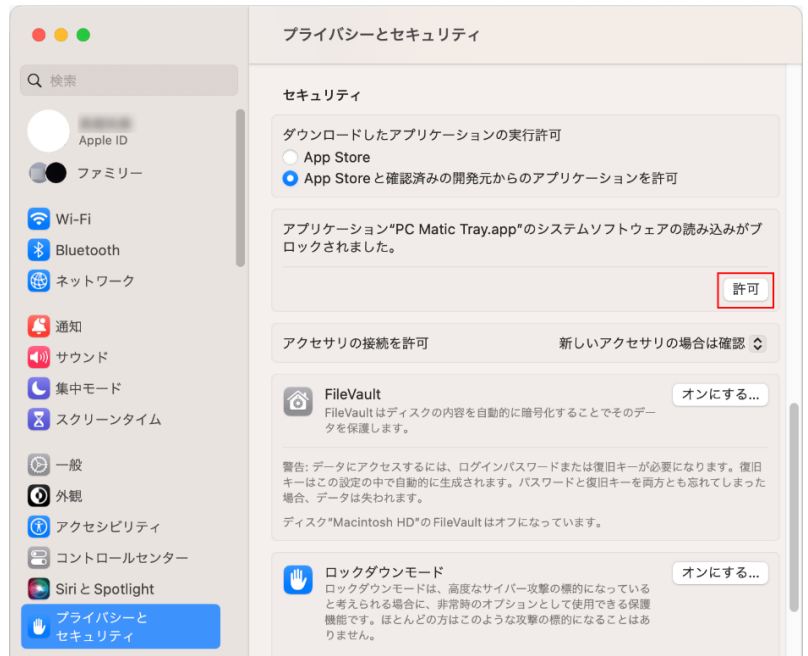 プライバシーとセキュリティ
検索
Apple ID
ファミリー
Wi-Fi
Bluetooth
ネットワーク
通知
サウンド
集中モード
スクリーンタイム
一般
外観
アクセシビリティ
コントロールセンター
Siri と Spotlight
プライバシーと
セキュリティ
セキュリティ
ダウンロードしたアプリケーションの実行許可
App Store
App Store と確認済みの開発元からのアプリケーションを許可
アプリケーション“PC Matic Tray.app”のシステムソフトウェアの読み込みがブ
ロックされました。
許可
アクセサリの接続を許可 新しいアクセサリの場合は確認
FileVault オンにする...
FileVault はディスクの内容を自動的に暗号化することでそのデー
タを保護します。
警告: データにアクセスするには、ログインパスワードまたは復旧キーが必要になります。復旧
キーはこの設定の中で自動的に生成されます。パスワードと復旧キーを両方とも忘れてしまった
場合、データは失われます。
ディスク“Macintosh HD”の FileVault はオフになっています。
ロックダウンモード オンにする...
ロックダウンモードは、高度なサイバー攻撃の標的になっている
と考えられる場合に、非常時のオプションとして使用できる保護
機能です。ほとんどの方はこのような攻撃の標的になることはあ
りません。